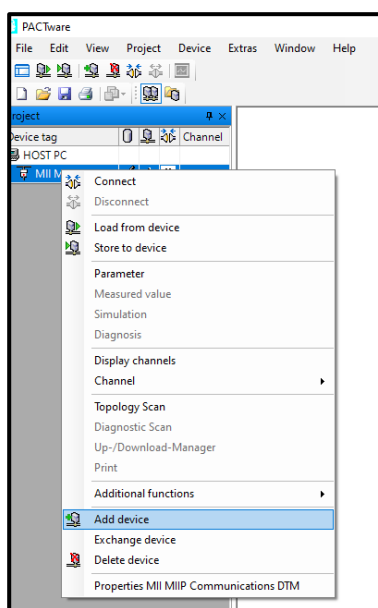 PACTware
File Edit View Project Device Extras Window Help
roject
Device tag Channel
HOST PC
MII M
Connect
Disconnect
Load from device
Store to device
Parameter
Measured value
Simulation
Diagnosis
Display channels
Channel
Topology Scan
Diagnostic Scan
Up-/Download-Manager
Print
Additional functions
Add device
Exchange device
Delete device
Properties MII MIIP Communications DTM